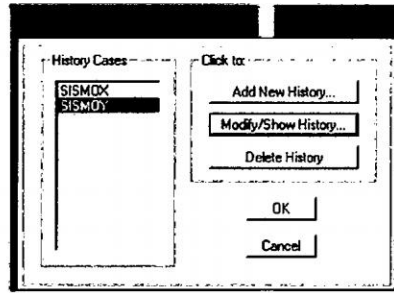 History Cases
SISMOX
SISMOY
Click to:
Add New History...
Modify/Show History...
Delete History
OK
Cancel